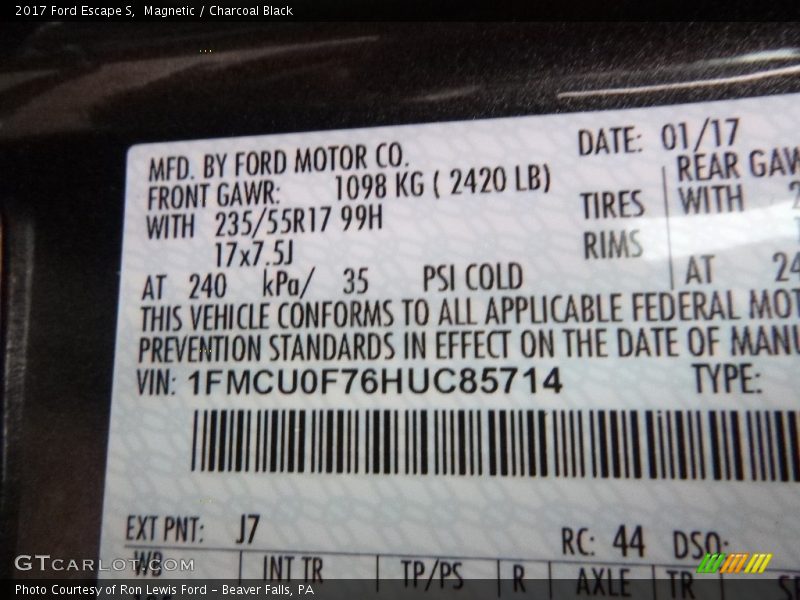 2017 Ford Escape S, Magnetic / Charcoal Black
MFD. BY FORD MOTOR CO.
DATE: 01/17
FRONT GAWR: 1098 KG ( 2420 LB)
REAR GAW
WITH 235/55R17 99H
TIRES
WITH 2
17x7.5J
RIMS
AT 240 kPa/ 35 PSI COLD
AT 24
THIS VEHICLE CONFORMS TO ALL APPLICABLE FEDERAL MOT
PREVENTION STANDARDS IN EFFECT ON THE DATE OF MANU
VIN: 1FMCU0F76HUC85714
TYPE:
EXT PNT: J7
RC: 44 DSO:
WB INT TR TP/PS R AXLE TR
GTCARLOT.COM
Photo Courtesy of Ron Lewis Ford - Beaver Falls, PA